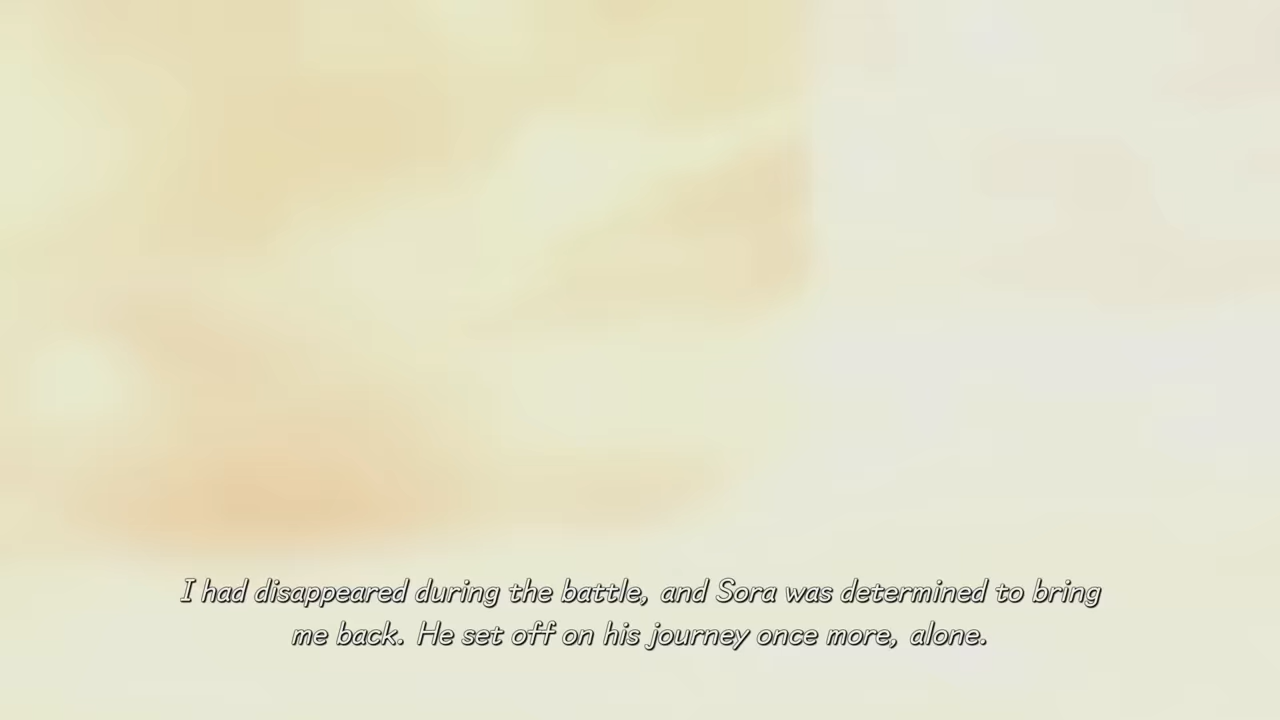 I had disappeared during the battle, and Sora was determined to bring
me back. He set off on his journey once more, alone.